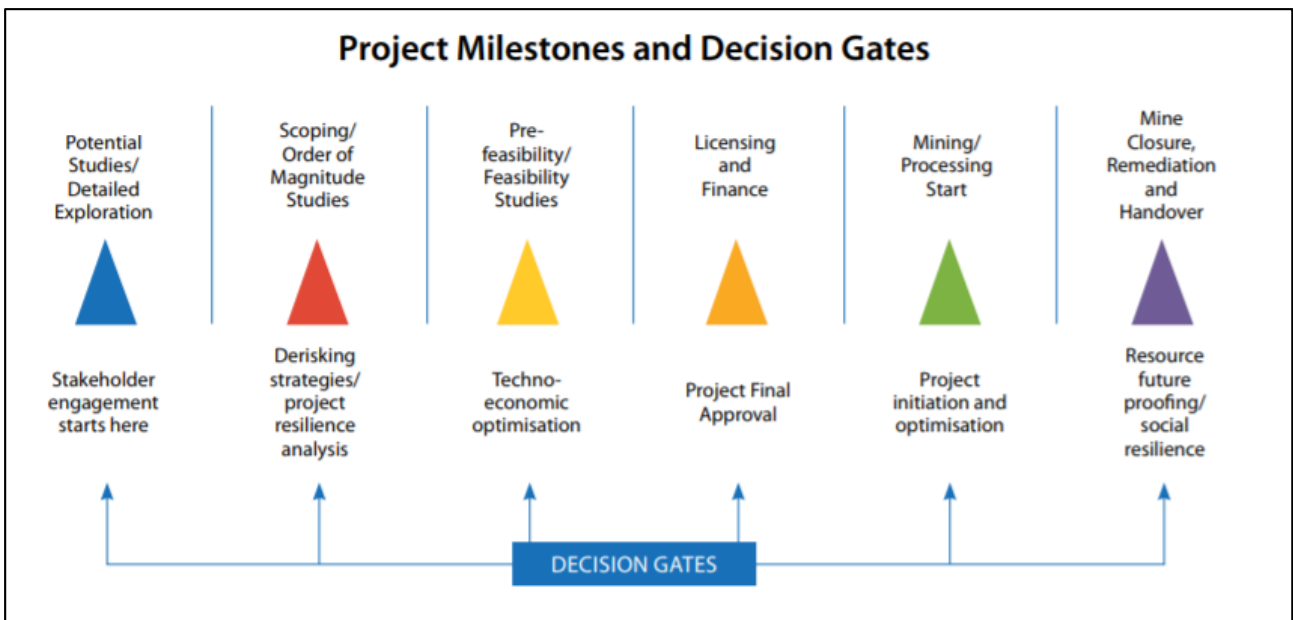 Project Milestones and Decision Gates
Potential
Studies/
Detailed
Exploration
Scoping/
Order of
Magnitude
Studies
Pre-
feasibility/
Feasibility
Studies
Licensing
and
Finance
Mining/
Processing
Start
Mine
Closure,
Remediation
and
Handover
Stakeholder
engagement
starts here
Derisking
strategies/
project
resilience
analysis
Techno-
economic
optimisation
Project Final
Approval
Project
initiation and
optimisation
Resource
future
proofing/
social
resilience
DECISION GATES